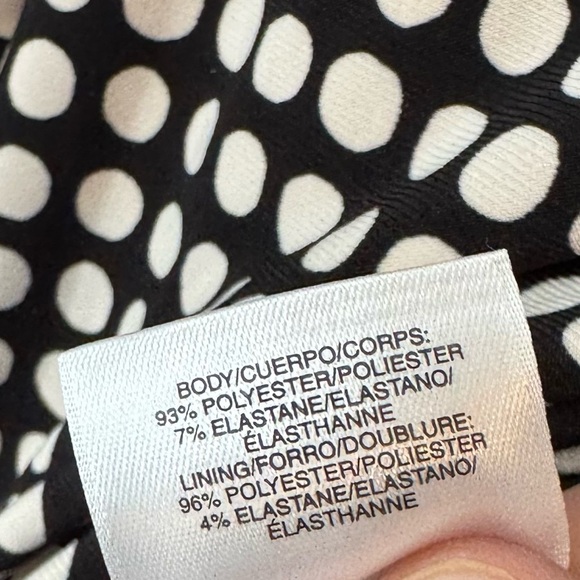 BODY/CUERPO/CORPS:
93% POLYESTER/POLIESTER
7% ELASTANE/ELASTANO/
ÉLASTHANNE
LINING/FORRO/DOUBLURE:
96% POLYESTER/POLIESTER
4% ELASTANE/ELASTANO/
ÉLASTHANNE